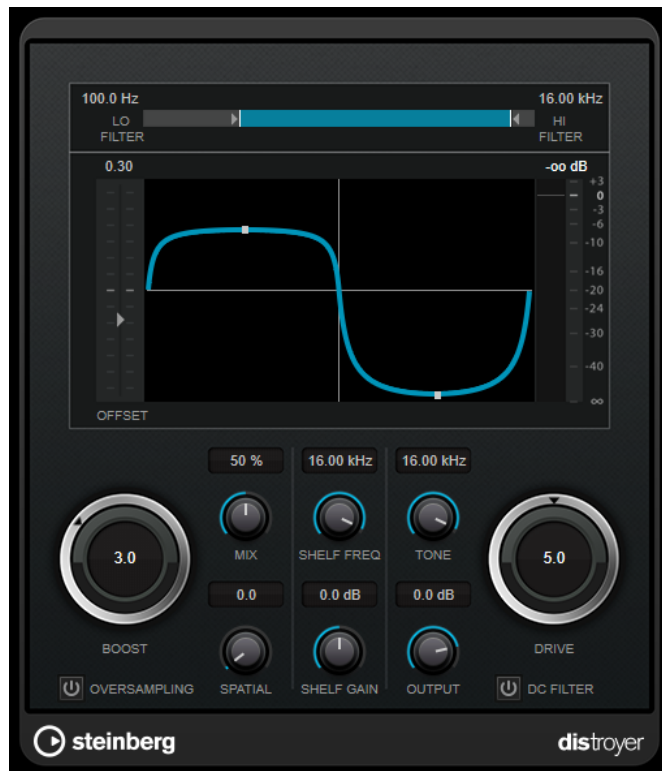 100.0 Hz 16.00 kHz
LO HI
FILTER FILTER
0.30 -oo dB
+3
0
-3
-6
-10
-16
-20
-24
-30
-40
∞
OFFSET
50 % 16.00 kHz 16.00 kHz
3.0 5.0
MIX SHELF FREQ TONE
0.0 0.0 dB 0.0 dB
BOOST DRIVE
OVERSAMPLING SPATIAL SHELF GAIN OUTPUT DC FILTER
steinberg distroyer